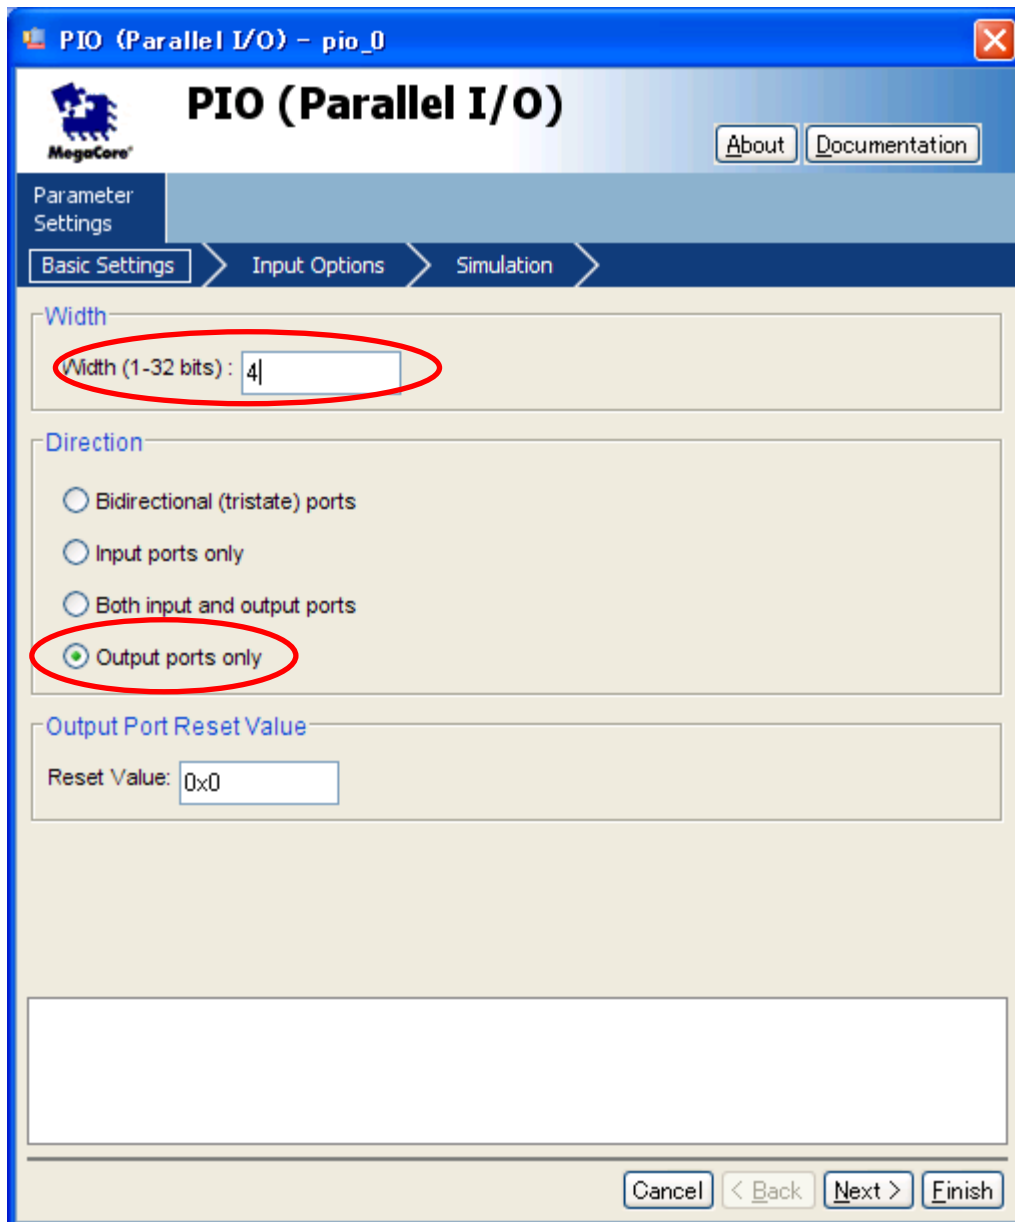 PIO (Parallel I/O) - pio_0
PIO (Parallel I/O)
MegaCore®
About
Documentation
Parameter
Settings
Basic Settings
Input Options
Simulation
Width
Width (1-32 bits) : 4
Direction
Bidirectional (tristate) ports
Input ports only
Both input and output ports
Output ports only
Output Port Reset Value
Reset Value: 0x0
Cancel
< Back
Next >
Finish